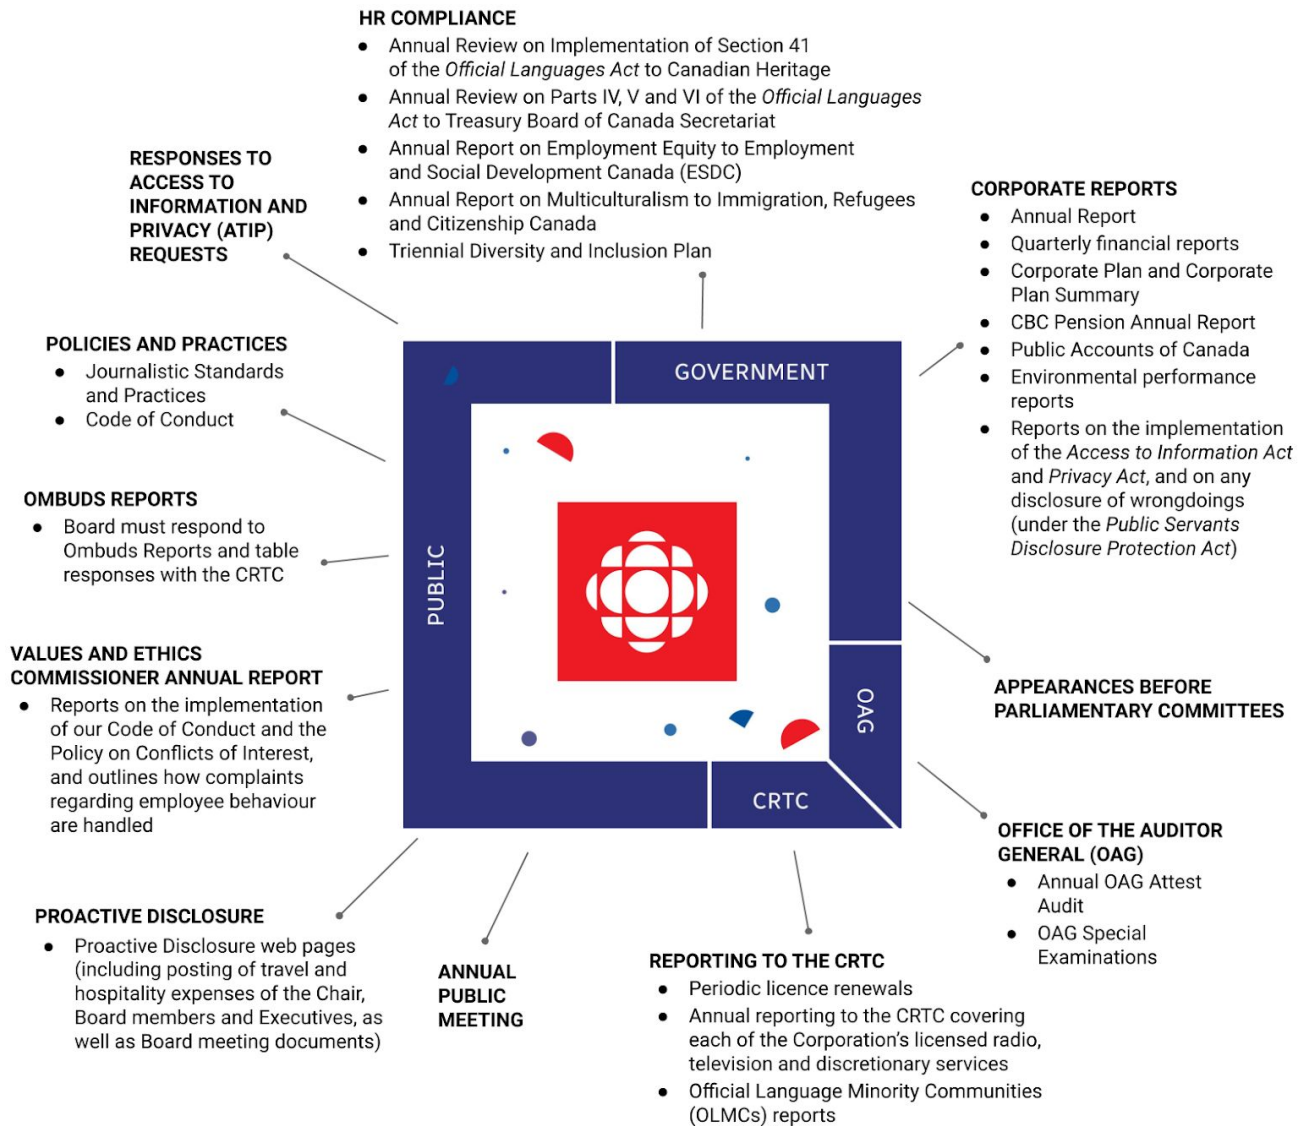 HR COMPLIANCE
● Annual Review on Implementation of Section 41
of the Official Languages Act to Canadian Heritage
● Annual Review on Parts IV, V and VI of the Official Languages
Act to Treasury Board of Canada Secretariat
● Annual Report on Employment Equity to Employment
and Social Development Canada (ESDC)
● Annual Report on Multiculturalism to Immigration, Refugees
and Citizenship Canada
● Triennial Diversity and Inclusion Plan
RESPONSES TO
ACCESS TO
INFORMATION AND
PRIVACY (ATIP)
REQUESTS
CORPORATE REPORTS
● Annual Report
● Quarterly financial reports
● Corporate Plan and Corporate
Plan Summary
● CBC Pension Annual Report
● Public Accounts of Canada
● Environmental performance
reports
● Reports on the implementation
of the Access to Information Act
and Privacy Act, and on any
disclosure of wrongdoings
(under the Public Servants
Disclosure Protection Act)
POLICIES AND PRACTICES
● Journalistic Standards
and Practices
● Code of Conduct
GOVERNMENT
OMBUDS REPORTS
● Board must respond to
Ombuds Reports and table
responses with the CRTC
PUBLIC
VALUES AND ETHICS
COMMISSIONER ANNUAL REPORT
● Reports on the implementation
of our Code of Conduct and the
Policy on Conflicts of Interest,
and outlines how complaints
regarding employee behaviour
are handled
APPEARANCES BEFORE
PARLIAMENTARY COMMITTEES
OAG
CRTC
OFFICE OF THE AUDITOR
GENERAL (OAG)
● Annual OAG Attest
Audit
● OAG Special
Examinations
PROACTIVE DISCLOSURE
● Proactive Disclosure web pages
(including posting of travel and
hospitality expenses of the Chair,
Board members and Executives, as
well as Board meeting documents)
ANNUAL
PUBLIC
MEETING
REPORTING TO THE CRTC
● Periodic licence renewals
● Annual reporting to the CRTC covering
each of the Corporation's licensed radio,
television and discretionary services
● Official Language Minority Communities
(OLMCs) reports